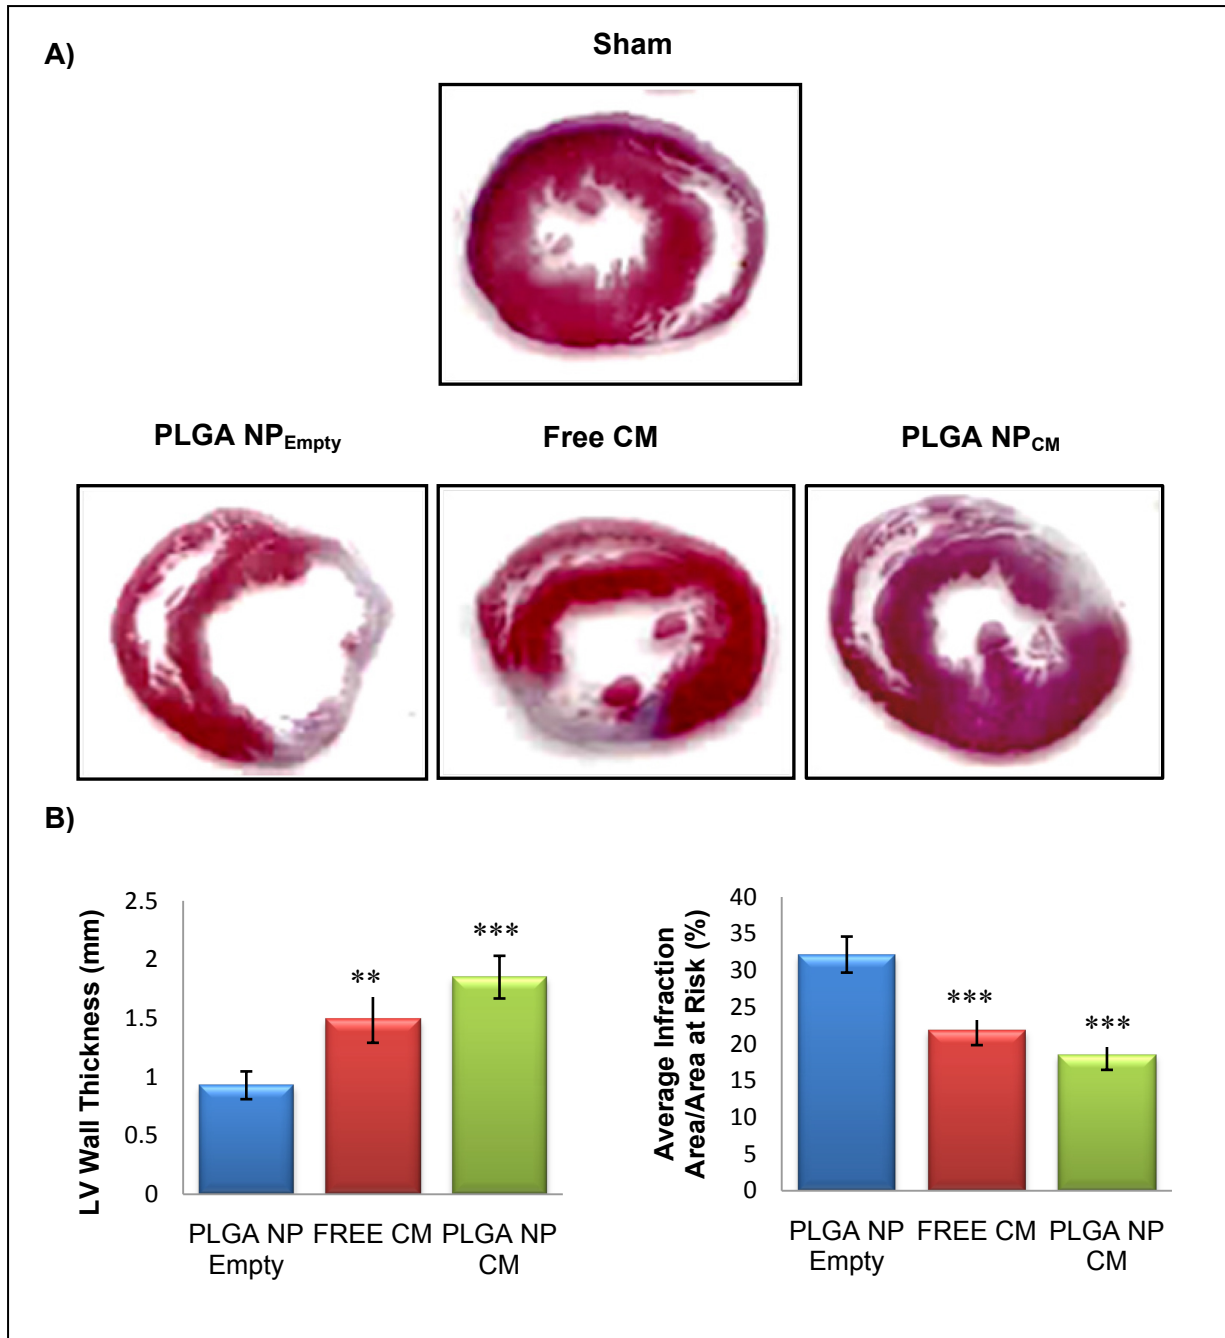 A)
Sham
PLGA NPEmpty
Free CM
PLGA NPCM
B)
LV Wall Thickness (mm)
2.5
2
1.5
1
0.5
0
**
***
PLGA NP
Empty
FREE CM
PLGA NP
CM
Average Infraction
Area/Area at Risk (%)
40
35
30
25
20
15
10
5
0
***
***
PLGA NP
Empty
FREE CM
PLGA NP
CM